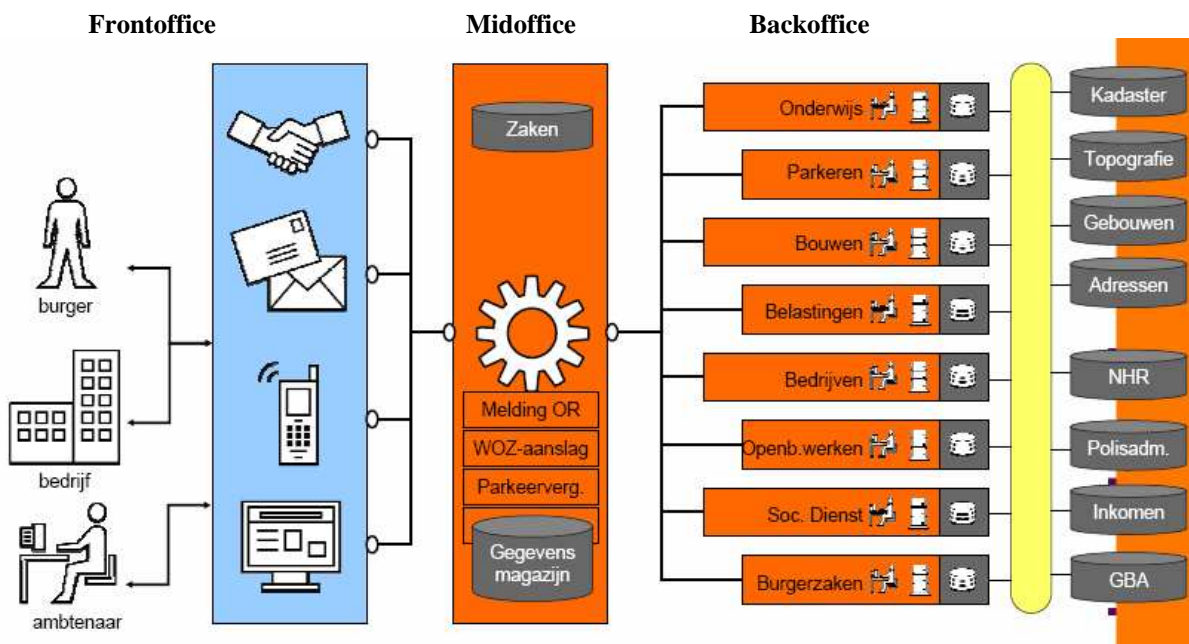 Frontoffice
Midoffice
Backoffice
burger
bedrijf
ambtenaar
Zaken
Melding OR
WOZ-aanslag
Parkeerverg.
Gegevens
magazijn
Onderwijs
Parkeren
Bouwen
Belastingen
Bedrijven
Openb.werken
Soc. Dienst
Burgerzaken
Kadaster
Topografie
Gebouwen
Adressen
NHR
Polisadm.
Inkomen
GBA